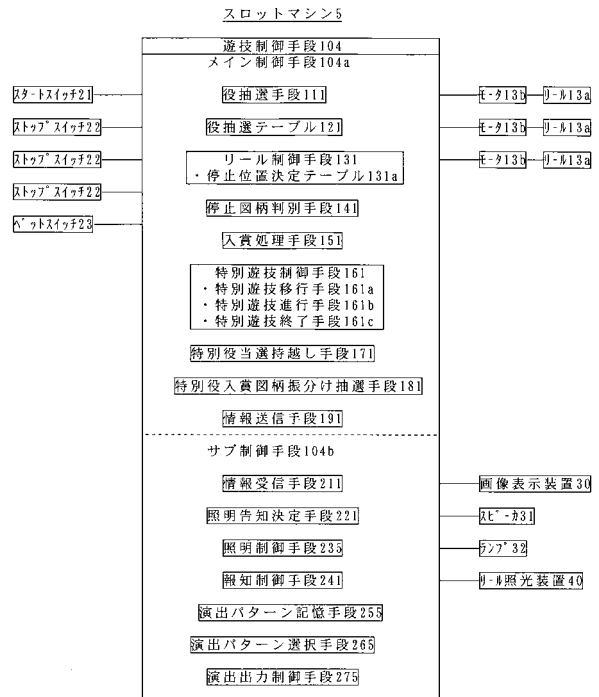 スロットマシン5
遊技制御手段104
メイン制御手段104a
スタートスイッチ21
役抽選手段111
モータ13b
リール13a
ストップスイッチ22
役抽選テーブル121
モータ13b
リール13a
ストップスイッチ22
リール制御手段131
・停止位置決定テーブル131a
モータ13b
リール13a
ストップスイッチ22
停止図柄判別手段141
ベットスイッチ23
入賞処理手段151
特別遊技制御手段161
・特別遊技移行手段161a
・特別遊技進行手段161b
・特別遊技終了手段161c
特別役当選持越し手段171
特別役入賞図柄振分け抽選手段181
情報送信手段191
サブ制御手段104b
情報受信手段211
画像表示装置30
照明告知決定手段221
スピーカ31
照明制御手段235
ランプ32
報知制御手段241
リール照光装置40
演出パターン記憶手段255
演出パターン選択手段265
演出出力制御手段275